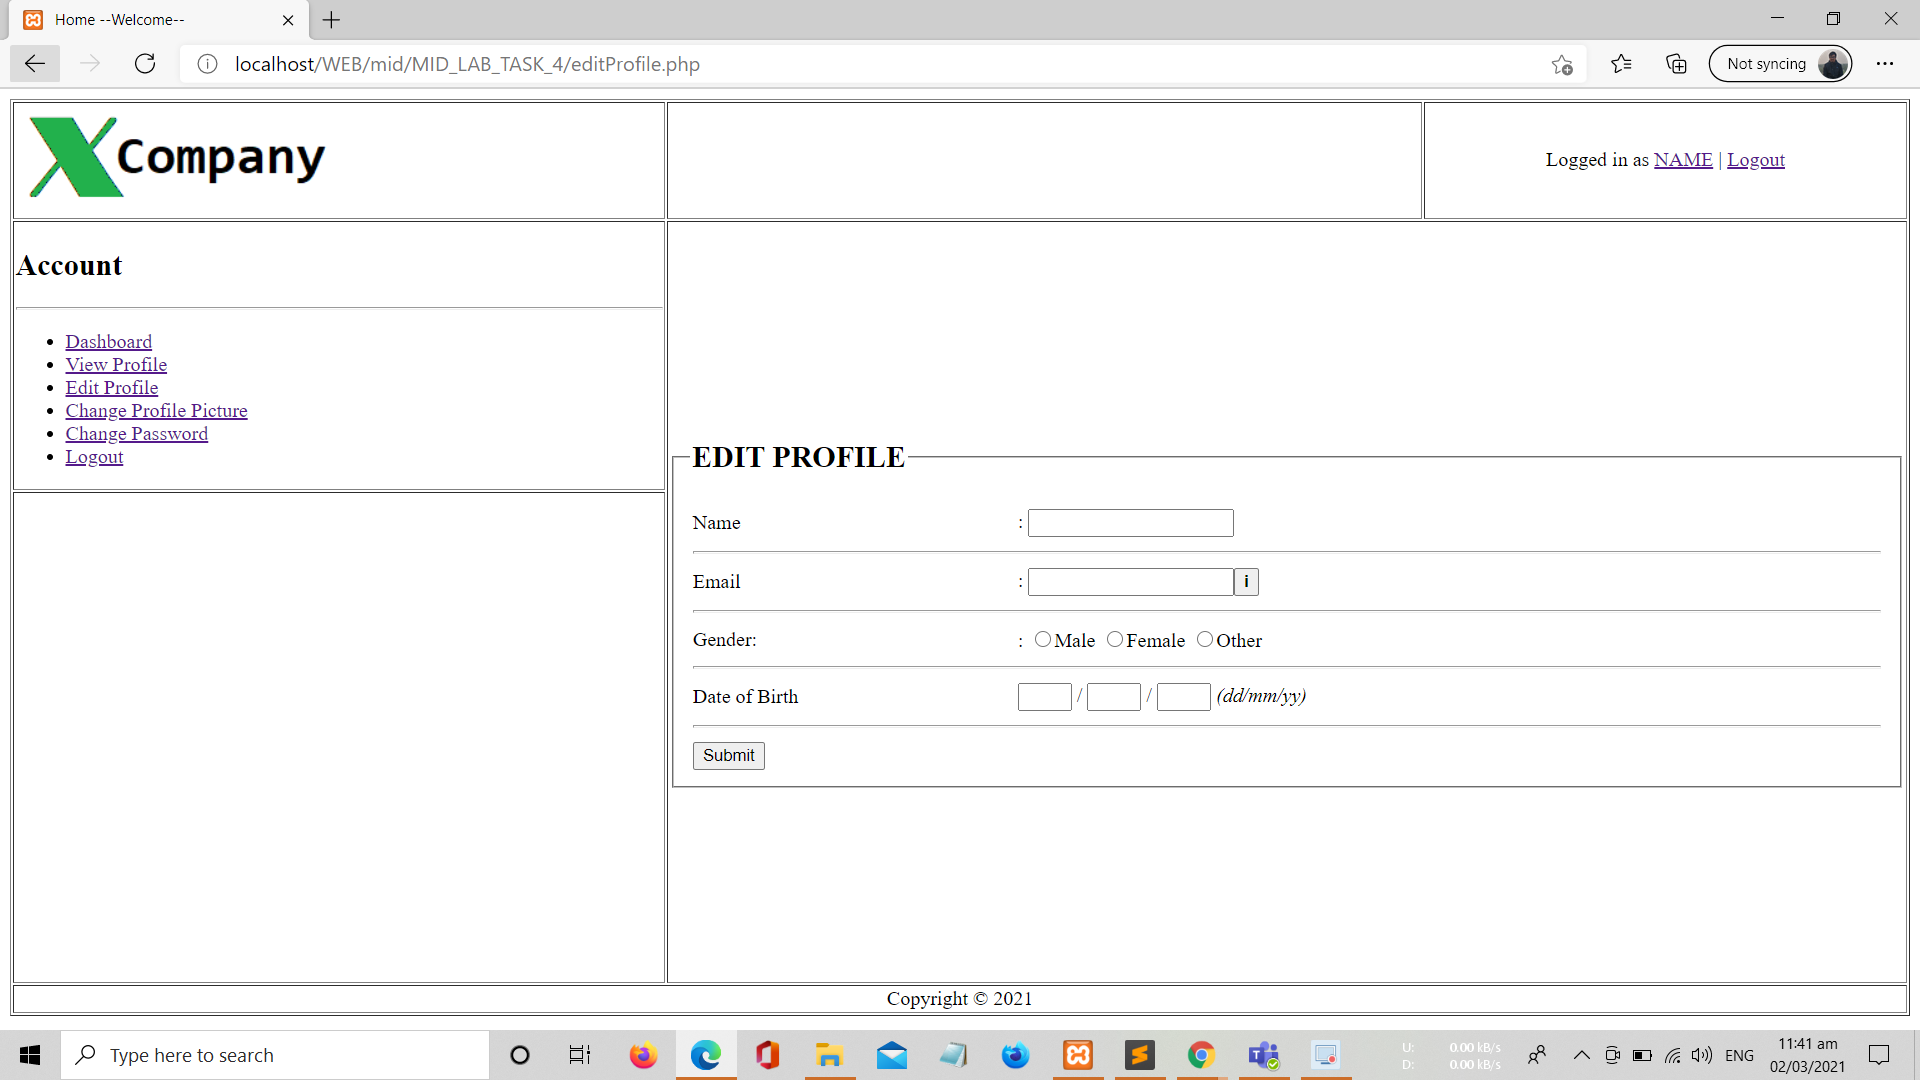 Home --Welcome--
localhost/WEB/mid/MID_LAB_TASK_4/editProfile.php
Not syncing
X Company
Logged in as NAME | Logout
Account
Dashboard
View Profile
Edit Profile
Change Profile Picture
Change Password
Logout
EDIT PROFILE
Name :
Email : i
Gender: : Male Female Other
Date of Birth / / (dd/mm/yy)
Submit
Copyright © 2021
Type here to search
U: 0.00 kB/s
D: 0.00 kB/s
ENG
11:41 am
02/03/2021